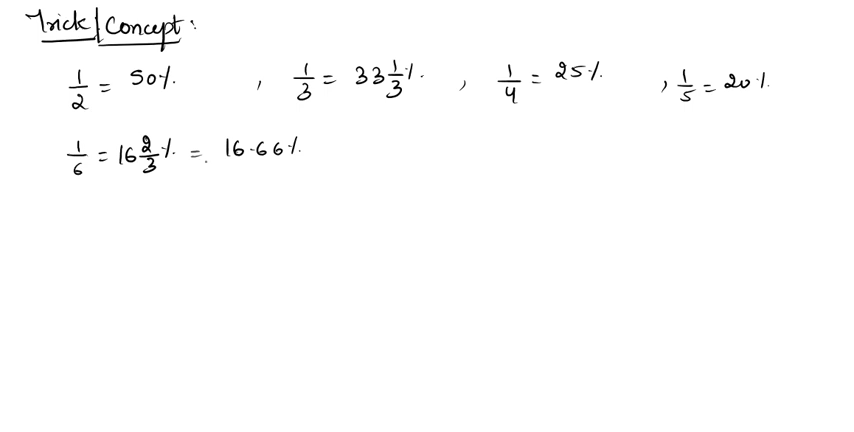 Trick/Concept:
1/2 = 50%, 1/3 = 33 1/3%, 1/4 = 25%, 1/5 = 20%
1/6 = 16 2/3% = 16.66%